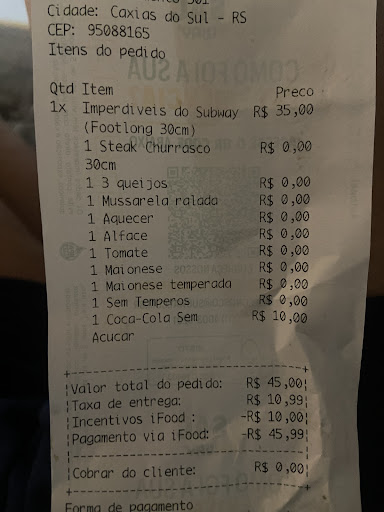 Cidade: Caxias do Sul - RS
CEP: 95088165
Itens do pedido
Qtd Item Preco
1x Imperdiveis do Subway R$ 35,00
(Footlong 30cm)
1 Steak Churrasco R$ 0,00
30cm
1 3 queijos R$ 0,00
1 Mussarela ralada R$ 0,00
1 Aquecer R$ 0,00
1 Alface R$ 0,00
1 Tomate R$ 0,00
1 Maionese R$ 0,00
1 Maionese temperada R$ 0,00
1 Sem Temperos R$ 0,00
1 Coca-Cola Sem R$ 10,00
Acucar
Valor total do pedido: R$ 45,00
Taxa de entrega: R$ 10,99
Incentivos iFood : -R$ 10,00
Pagamento via iFood: -R$ 45,99
Cobrar do cliente: R$ 0,00
Forma de pagamento